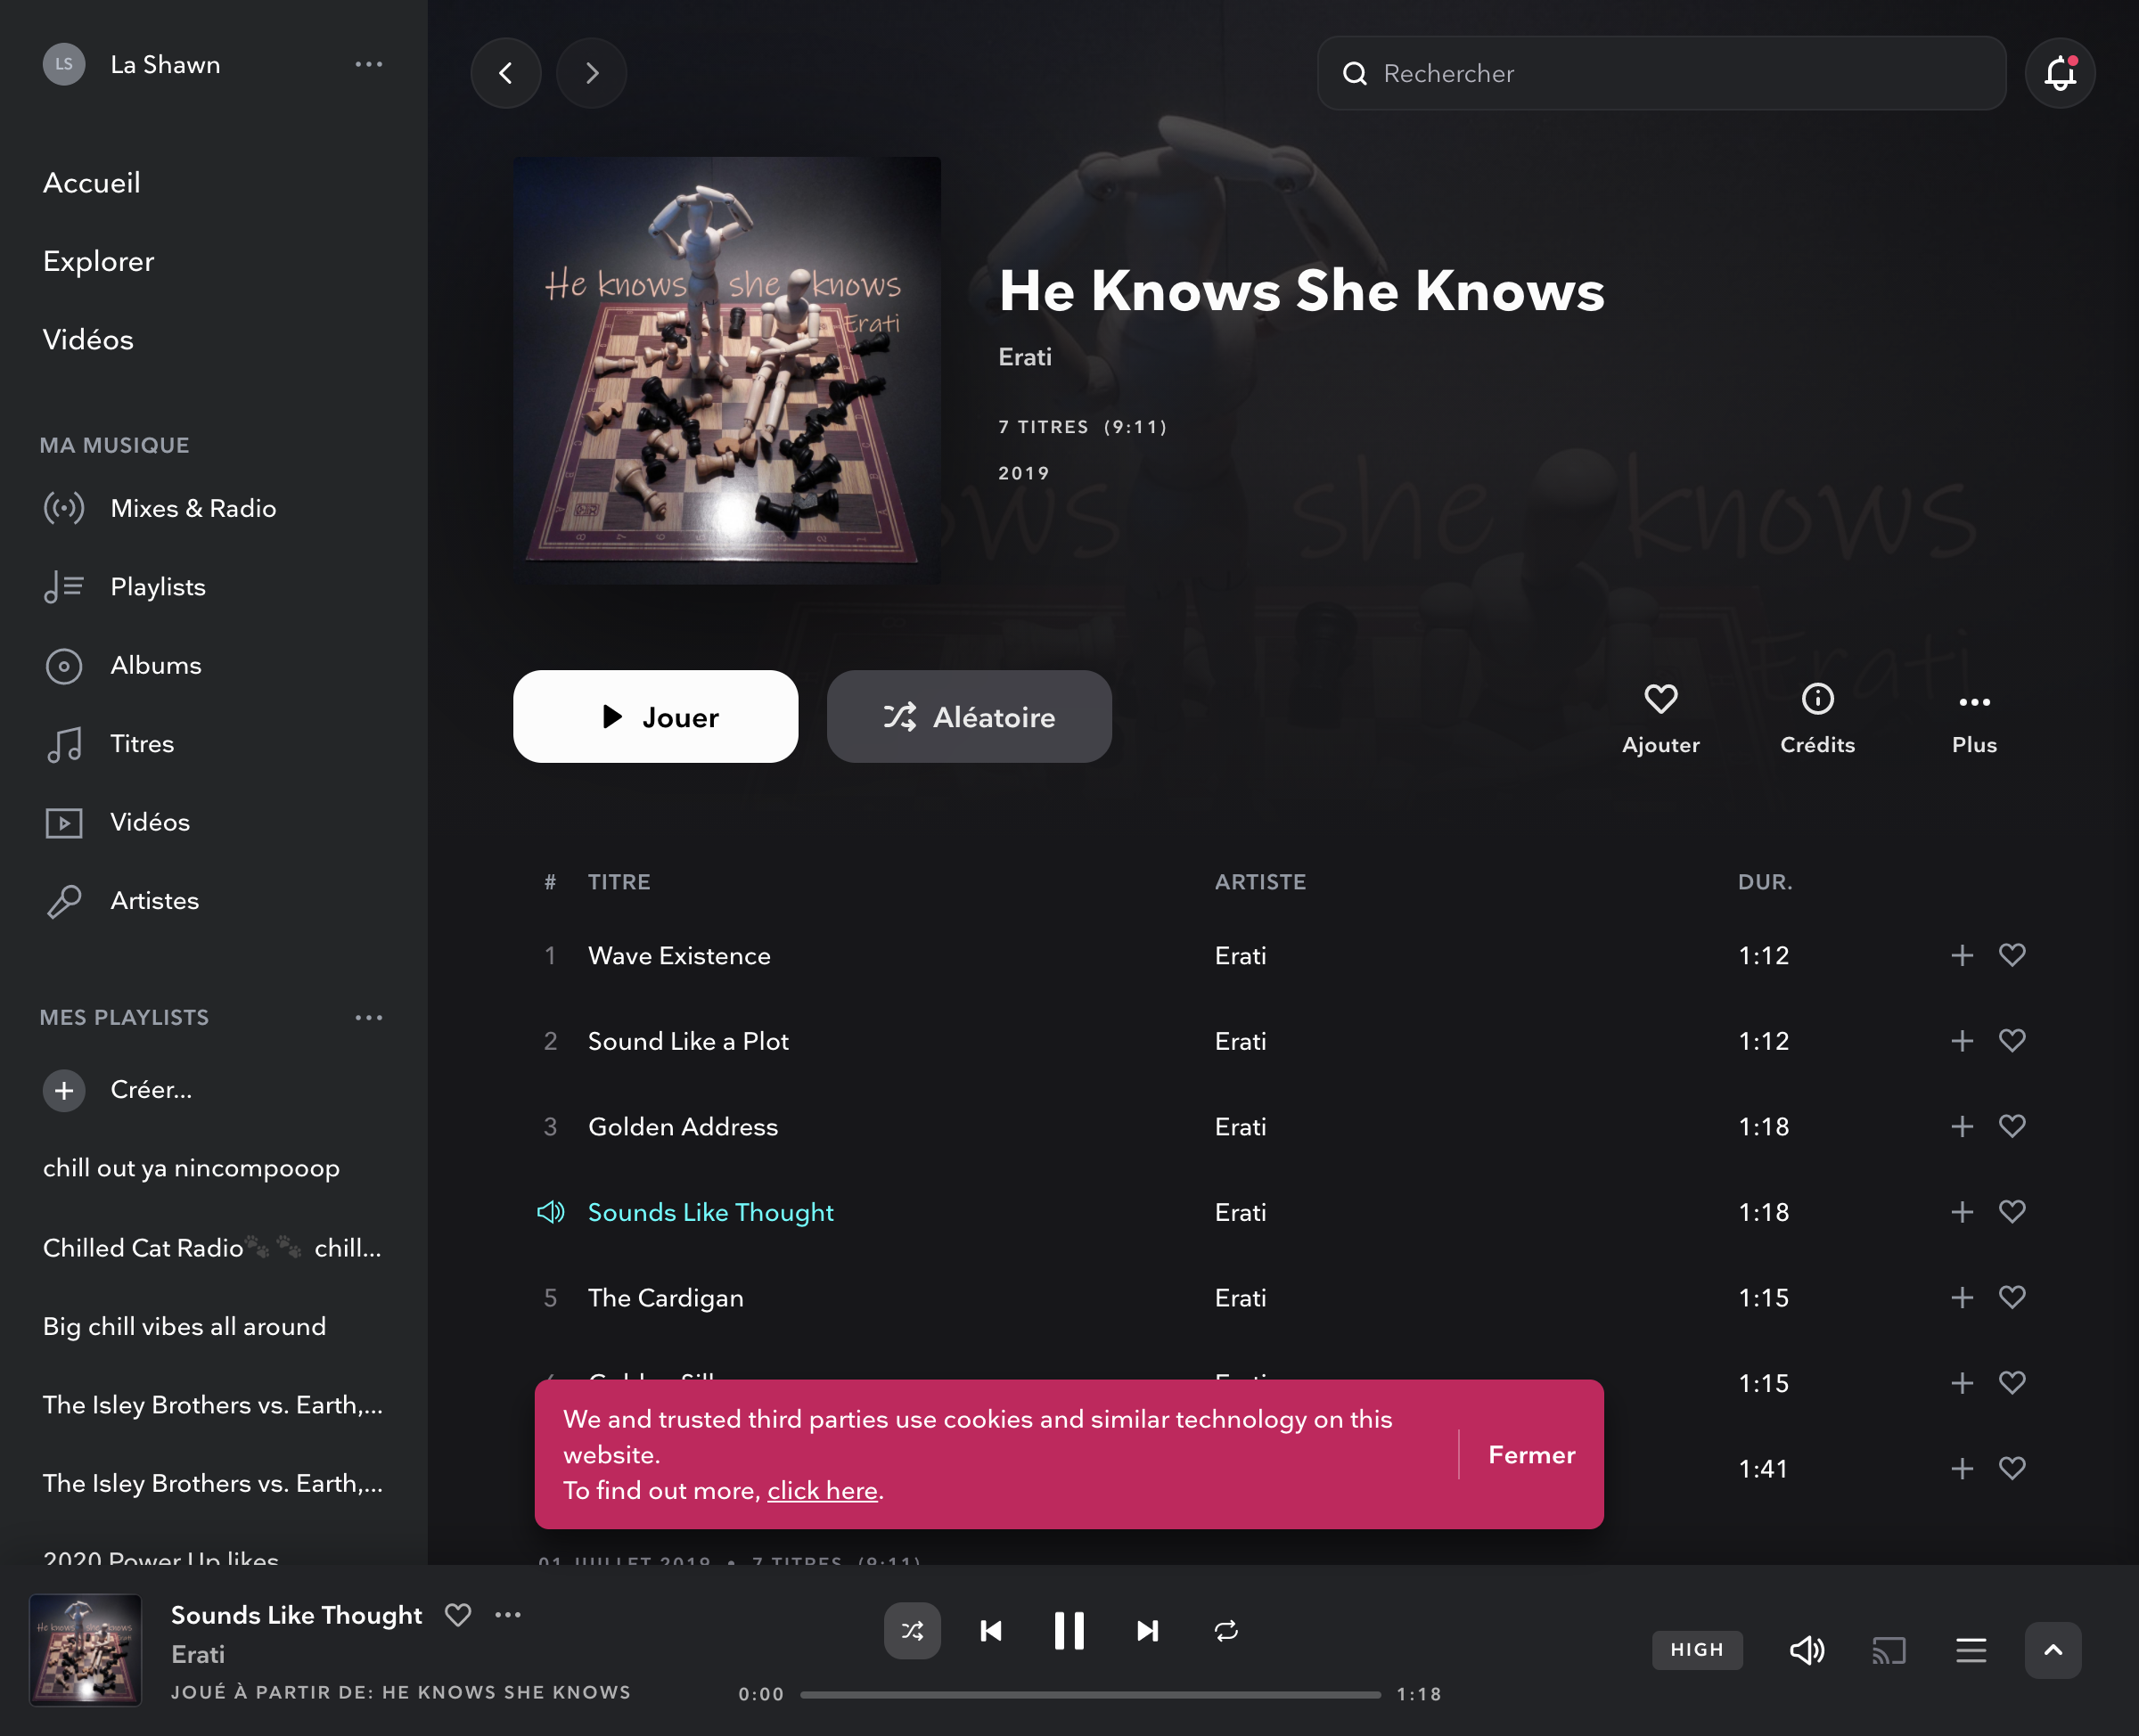 LS
La Shawn
Accueil
Explorer
Vidéos
MA MUSIQUE
Mixes & Radio
Playlists
Albums
Titres
Vidéos
Artistes
MES PLAYLISTS
Créer...
chill out ya nincompooop
Chilled Cat Radio🐾 🐾 chill...
Big chill vibes all around
The Isley Brothers vs. Earth,...
The Isley Brothers vs. Earth,...
2020 Power Up likes
Rechercher
He knows she knows
Erati
He Knows She Knows
Erati
7 TITRES (9:11)
2019
Jouer
Aléatoire
Ajouter
Crédits
Plus
# TITRE ARTISTE DUR.
1 Wave Existence Erati 1:12
2 Sound Like a Plot Erati 1:12
3 Golden Address Erati 1:18
Sounds Like Thought Erati 1:18
5 The Cardigan Erati 1:15
Erati 1:15
1:41
We and trusted third parties use cookies and similar technology on this
website.
To find out more, click here.
Fermer
01 JUILLET 2019 • 7 TITRES (9:11)
Sounds Like Thought
Erati
JOUÉ À PARTIR DE: HE KNOWS SHE KNOWS
0:00
1:18
HIGH